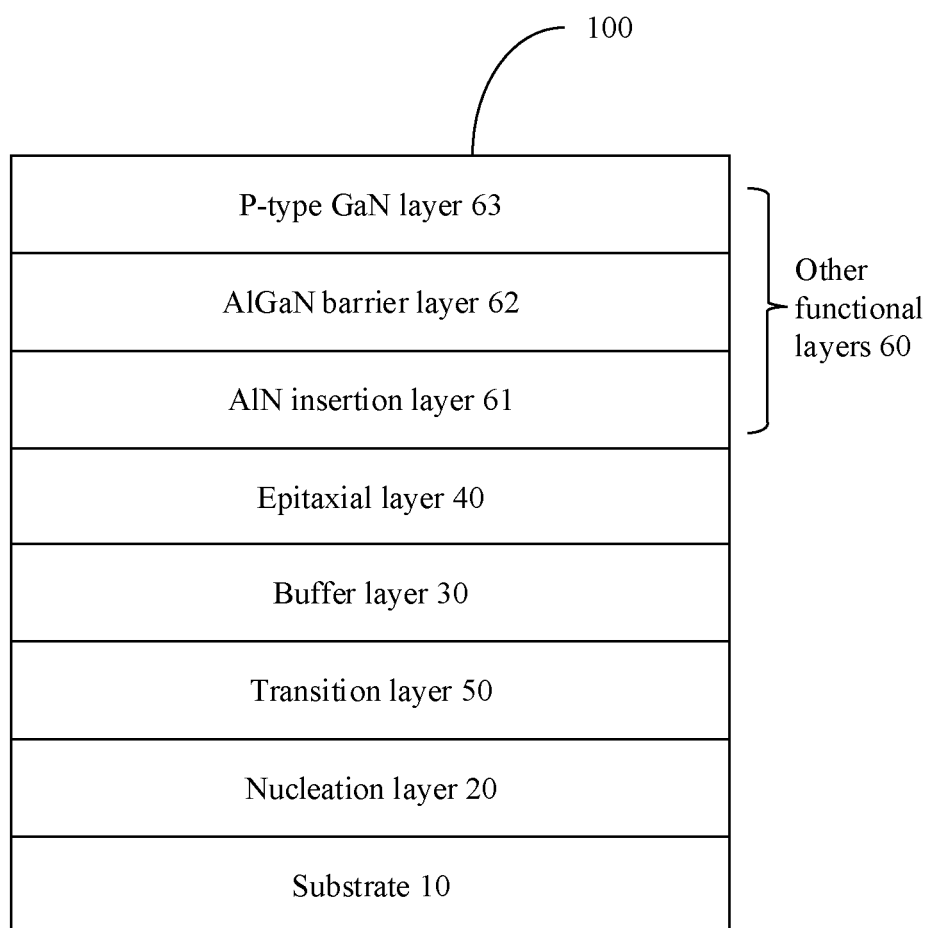 100
P-type GaN layer 63
AlGaN barrier layer 62
AlN insertion layer 61
Other
functional
layers 60
Epitaxial layer 40
Buffer layer 30
Transition layer 50
Nucleation layer 20
Substrate 10